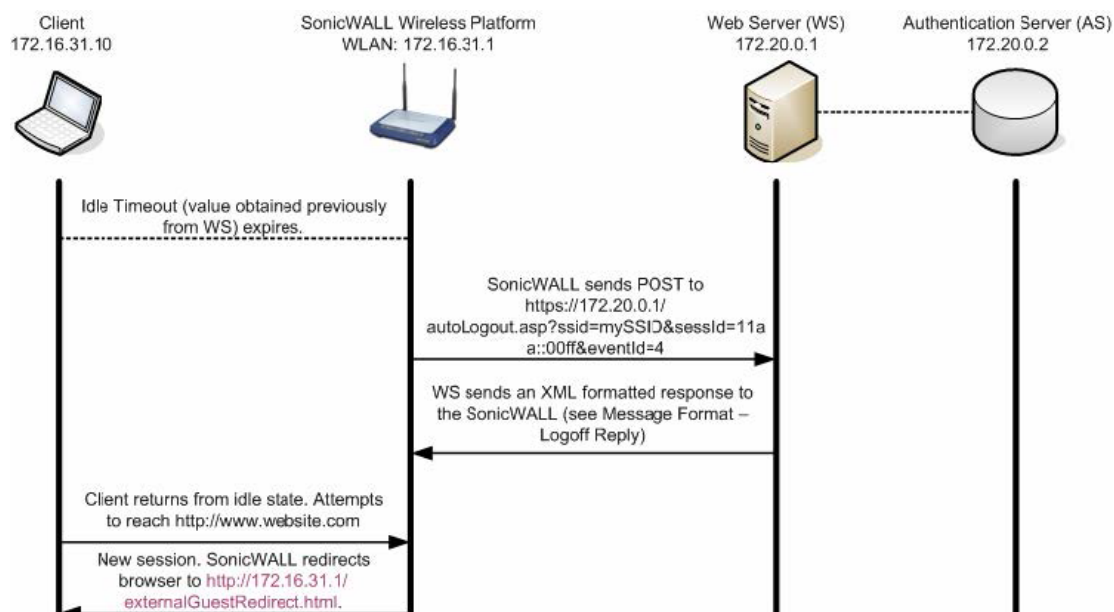 Client
172.16.31.10
SonicWALL Wireless Platform
WLAN: 172.16.31.1
Web Server (WS)
172.20.0.1
Authentication Server (AS)
172.20.0.2
Idle Timeout (value obtained previously
from WS) expires.
SonicWALL sends POST to
https://172.20.0.1/
autoLogout.asp?ssid=mySSID&sessId=11a
a::00ff&eventId=4
WS sends an XML formatted response to
the SonicWALL (see Message Format –
Logoff Reply)
Client returns from idle state. Attempts
to reach http://www.website.com
New session. SonicWALL redirects
browser to http://172.16.31.1/
externalGuestRedirect.html.